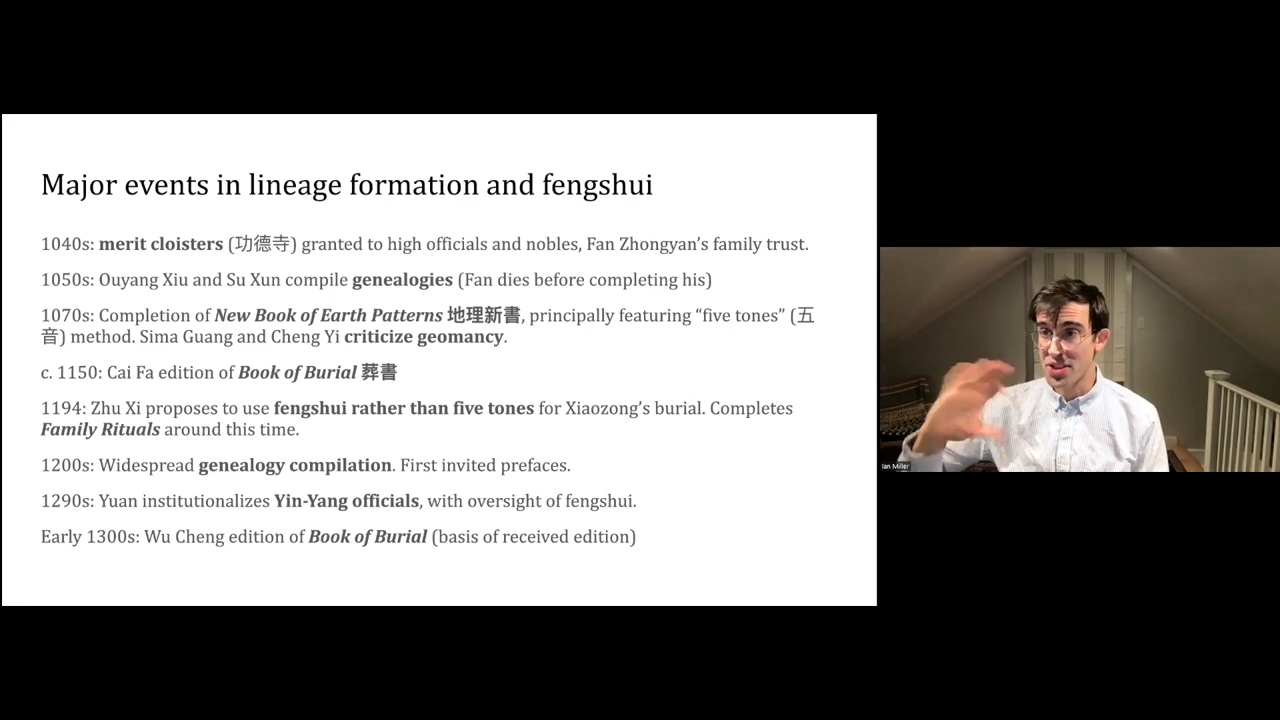 Major events in lineage formation and fengshui
1040s: merit cloisters (功德寺) granted to high officials and nobles, Fan Zhongyan’s family trust.
1050s: Ouyang Xiu and Su Xun compile genealogies (Fan dies before completing his)
1070s: Completion of New Book of Earth Patterns 地理新書, principally featuring “five tones” (五
音) method. Sima Guang and Cheng Yi criticize geomancy.
c. 1150: Cai Fa edition of Book of Burial 葬書
1194: Zhu Xi proposes to use fengshui rather than five tones for Xiaozong’s burial. Completes
Family Rituals around this time.
1200s: Widespread genealogy compilation. First invited prefaces.
1290s: Yuan institutionalizes Yin-Yang officials, with oversight of fengshui.
Early 1300s: Wu Cheng edition of Book of Burial (basis of received edition)
Ian Miller